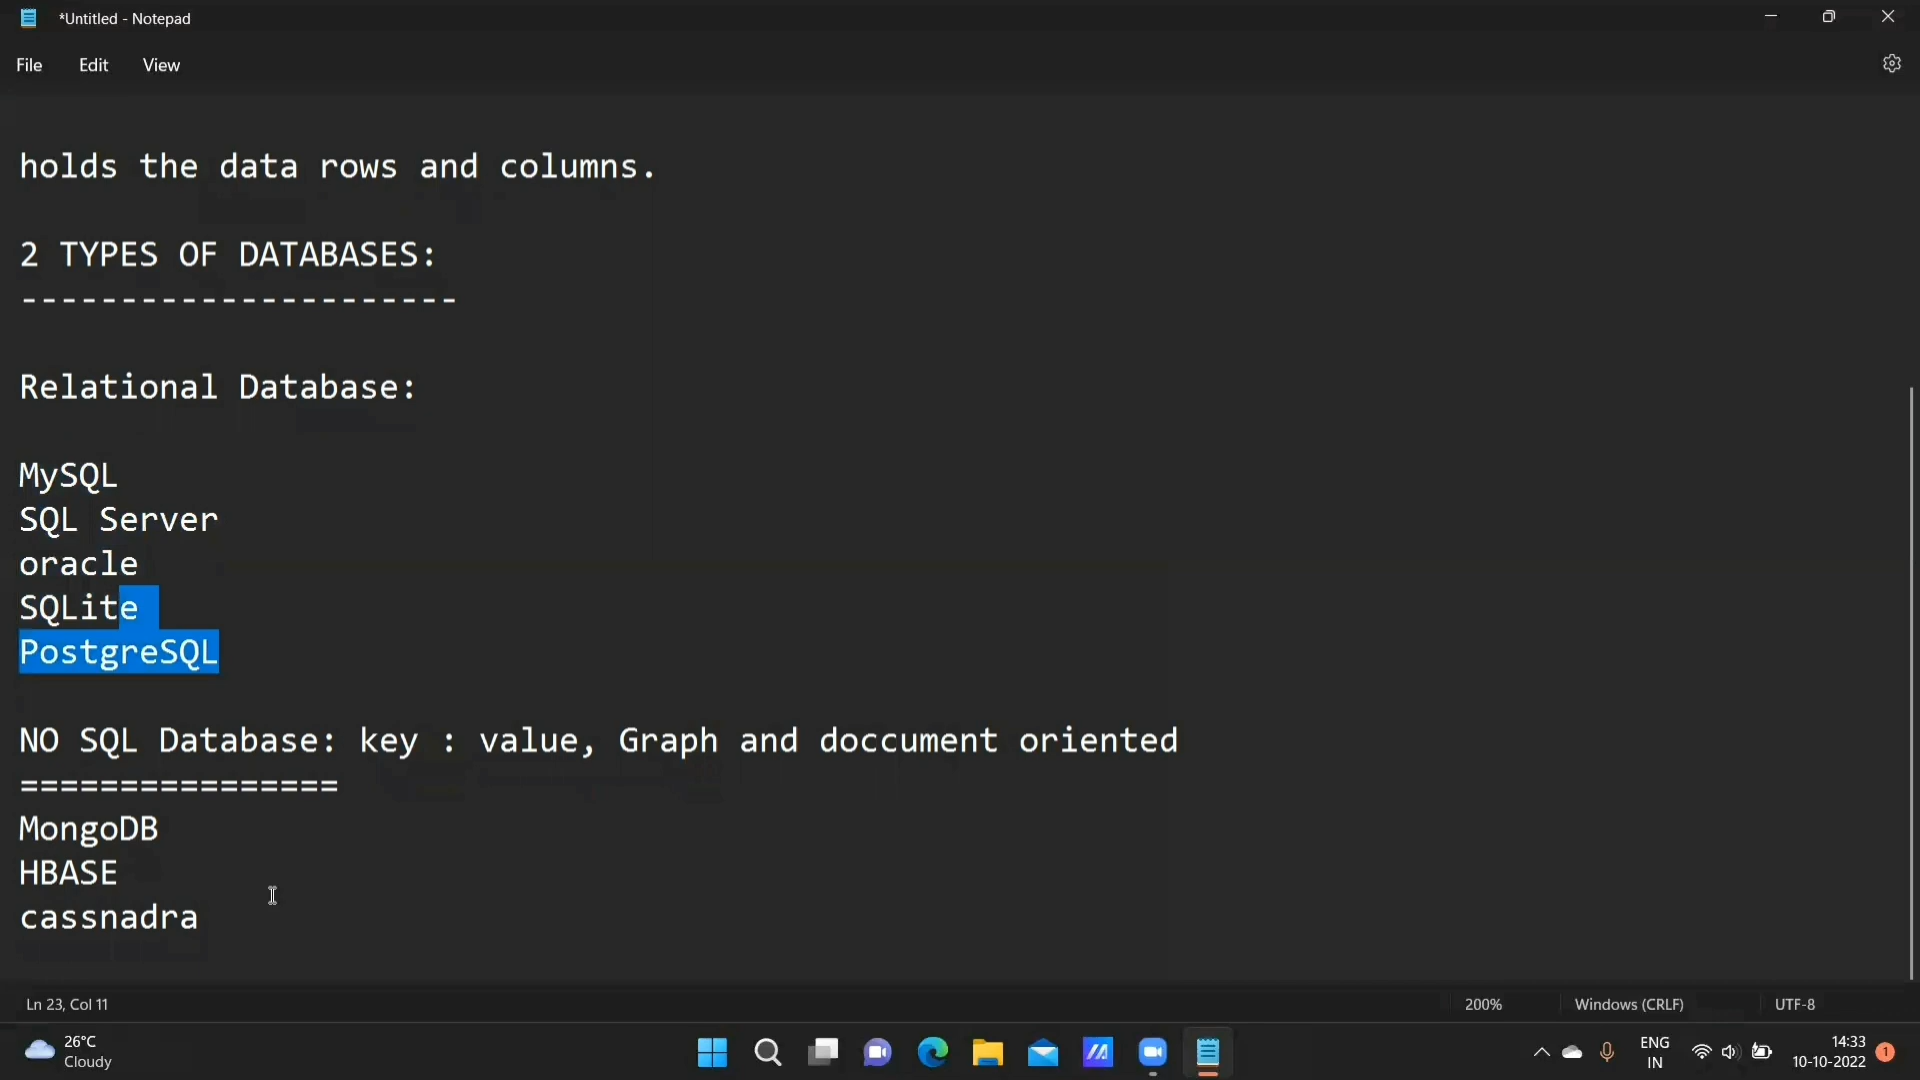 *Untitled - Notepad
File Edit View
holds the data rows and columns.
2 TYPES OF DATABASES:
----------------------
Relational Database:
MySQL
SQL Server
oracle
SQLite
PostgreSQL
NO SQL Database: key : value, Graph and doccument oriented
================
MongoDB
HBASE
cassnadra
Ln 23, Col 11 200% Windows (CRLF) UTF-8
26°C
Cloudy
ENG
IN
14:33
10-10-2022
1